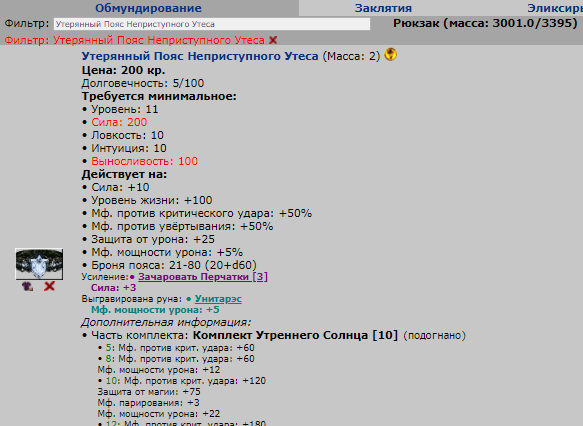 Обмундирование Заклятия Эликсиры
Фильтр: Утерянный Пояс Неприступного Утеса Рюкзак (масса: 3001.0/3395)
Фильтр: Утерянный Пояс Неприступного Утеса
Утерянный Пояс Неприступного Утеса (Масса: 2)
Цена: 200 кр.
Долговечность: 5/100
Требуется минимальное:
• Уровень: 11
• Сила: 200
• Ловкость: 10
• Интуиция: 10
• Выносливость: 100
Действует на:
• Сила: +10
• Уровень жизни: +100
• Мф. против критического удара: +50%
• Мф. против увёртывания: +50%
• Защита от урона: +25
• Мф. мощности урона: +5%
• Броня пояса: 21-80 (20+d60)
Усиление:• Зачаровать Перчатки [3]
Сила: +3
Выгравирована руна: • Унитарэс
Мф. мощности урона: +5
Дополнительная информация:
• Часть комплекта: Комплект Утреннего Солнца [10] (подогнано)
• 5: Мф. против крит. удара: +60
• 8: Мф. против крит. удара: +60
Мф. мощности урона: +12
• 10: Мф. против крит. удара: +120
Защита от магии: +75
Мф. парирования: +3
Мф. мощности урона: +22
• 12: Мф. против крит. удара: +180